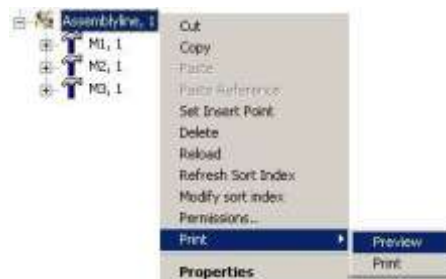 Assemblyline, 1
M1, 1
M2, 1
M3, 1
Cut
Copy
Paste
Paste Reference
Set Insert Point
Delete
Reload
Refresh Sort Index
Modify sort index
Permissions...
Print
Preview
Print
Properties